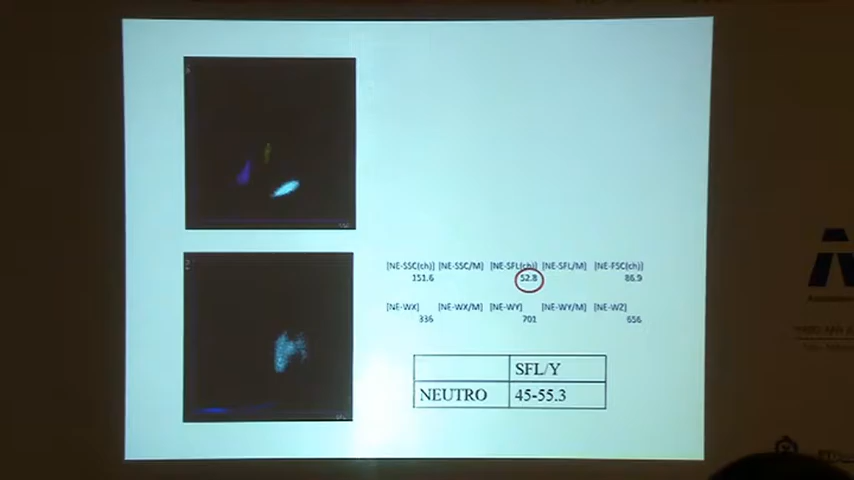 [NE-SSC(ch)] [NE-SSC/M] [NE-SFL(ch)] [NE-SFL/M] [NE-FSC(ch)]
151.6 52.8 86.9
[NE-WX] [NE-WX/M] [NE-WY] [NE-WY/M] [NE-WZ]
336 701 656
SFL/Y
NEUTRO 45-55.3